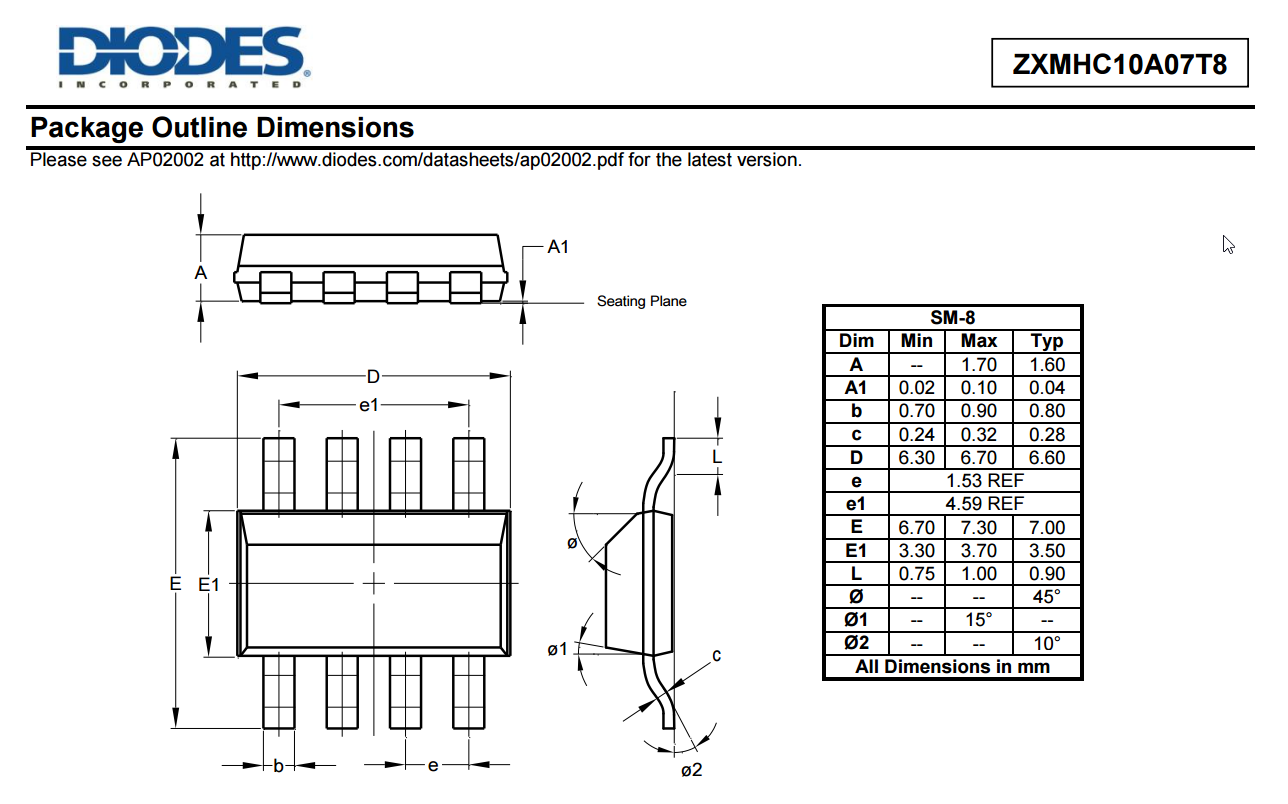 DIODES®
INCORPORATED
ZXMHC10A07T8
Package Outline Dimensions
Please see AP02002 at http://www.diodes.com/datasheets/ap02002.pdf for the latest version.
A1
A
Seating Plane
D
e1
L
ø
E
E1
ø1
c
b
e
ø2
SM-8
Dim Min Max Typ
A -- 1.70 1.60
A1 0.02 0.10 0.04
b 0.70 0.90 0.80
c 0.24 0.32 0.28
D 6.30 6.70 6.60
e 1.53 REF
e1 4.59 REF
E 6.70 7.30 7.00
E1 3.30 3.70 3.50
L 0.75 1.00 0.90
Ø -- -- 45°
Ø1 -- 15° --
Ø2 -- -- 10°
All Dimensions in mm